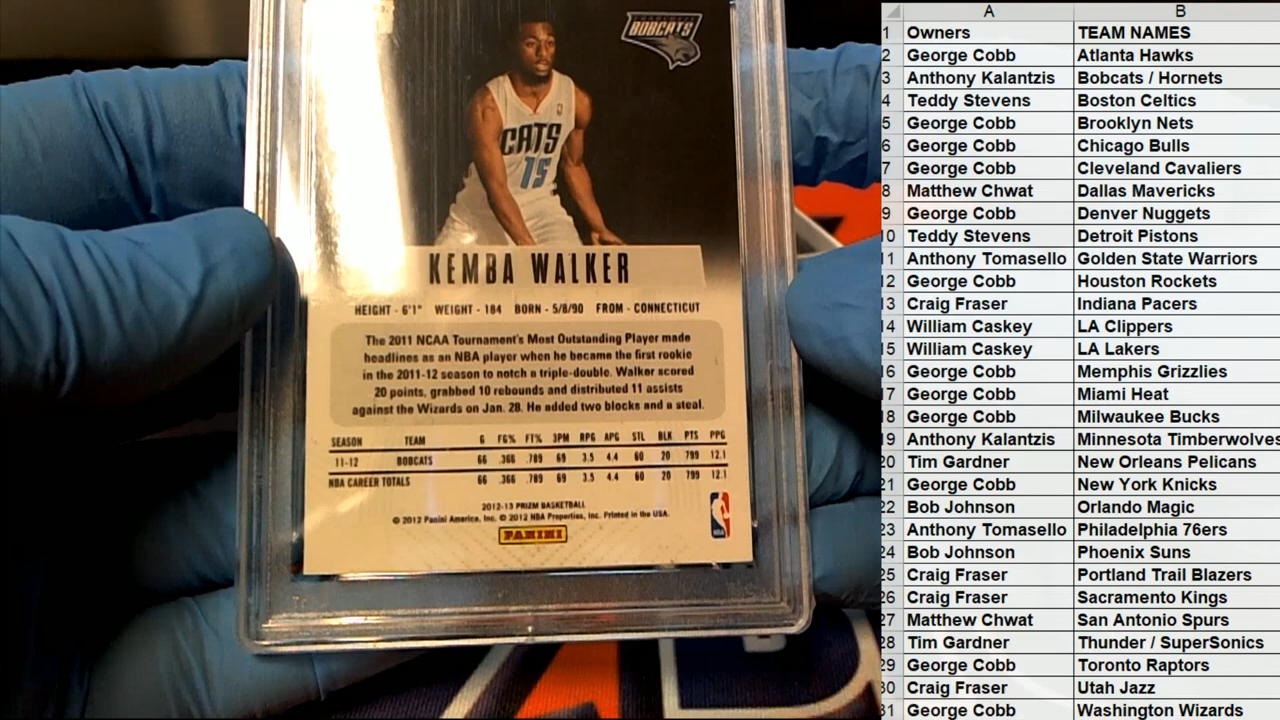 BOBCATS
CATS
15
KEMBA WALKER
HEIGHT - 6'1" WEIGHT - 184 BORN - 5/8/90 FROM - CONNECTICUT
The 2011 NCAA Tournament's Most Outstanding Player made
headlines as an NBA player when he became the first rookie
in the 2011-12 season to notch a triple-double. Walker scored
20 points, grabbed 10 rebounds and distributed 11 assists
against the Wizards on Jan. 28. He added two blocks and a steal.
SEASON TEAM G FG% FT% 3PM RPG APG STL BLK PTS PPG
11-12 BOBCATS 66 .366 .789 69 3.5 4.4 60 20 799 12.1
NBA CAREER TOTALS 66 .366 .789 69 3.5 4.4 60 20 799 12.1
2012-13 PRIZM BASKETBALL
© 2012 Panini America, Inc. © 2012 NBA Properties, Inc. Printed in the USA.
PANINI
NBA
A B
1 Owners TEAM NAMES
2 George Cobb Atlanta Hawks
3 Anthony Kalantzis Bobcats / Hornets
4 Teddy Stevens Boston Celtics
5 George Cobb Brooklyn Nets
6 George Cobb Chicago Bulls
7 George Cobb Cleveland Cavaliers
8 Matthew Chwat Dallas Mavericks
9 George Cobb Denver Nuggets
10 Teddy Stevens Detroit Pistons
11 Anthony Tomasello Golden State Warriors
12 George Cobb Houston Rockets
13 Craig Fraser Indiana Pacers
14 William Caskey LA Clippers
15 William Caskey LA Lakers
16 George Cobb Memphis Grizzlies
17 George Cobb Miami Heat
18 George Cobb Milwaukee Bucks
19 Anthony Kalantzis Minnesota Timberwolves
20 Tim Gardner New Orleans Pelicans
21 George Cobb New York Knicks
22 Bob Johnson Orlando Magic
23 Anthony Tomasello Philadelphia 76ers
24 Bob Johnson Phoenix Suns
25 Craig Fraser Portland Trail Blazers
26 Craig Fraser Sacramento Kings
27 Matthew Chwat San Antonio Spurs
28 Tim Gardner Thunder / SuperSonics
29 George Cobb Toronto Raptors
30 Craig Fraser Utah Jazz
31 George Cobb Washington Wizards